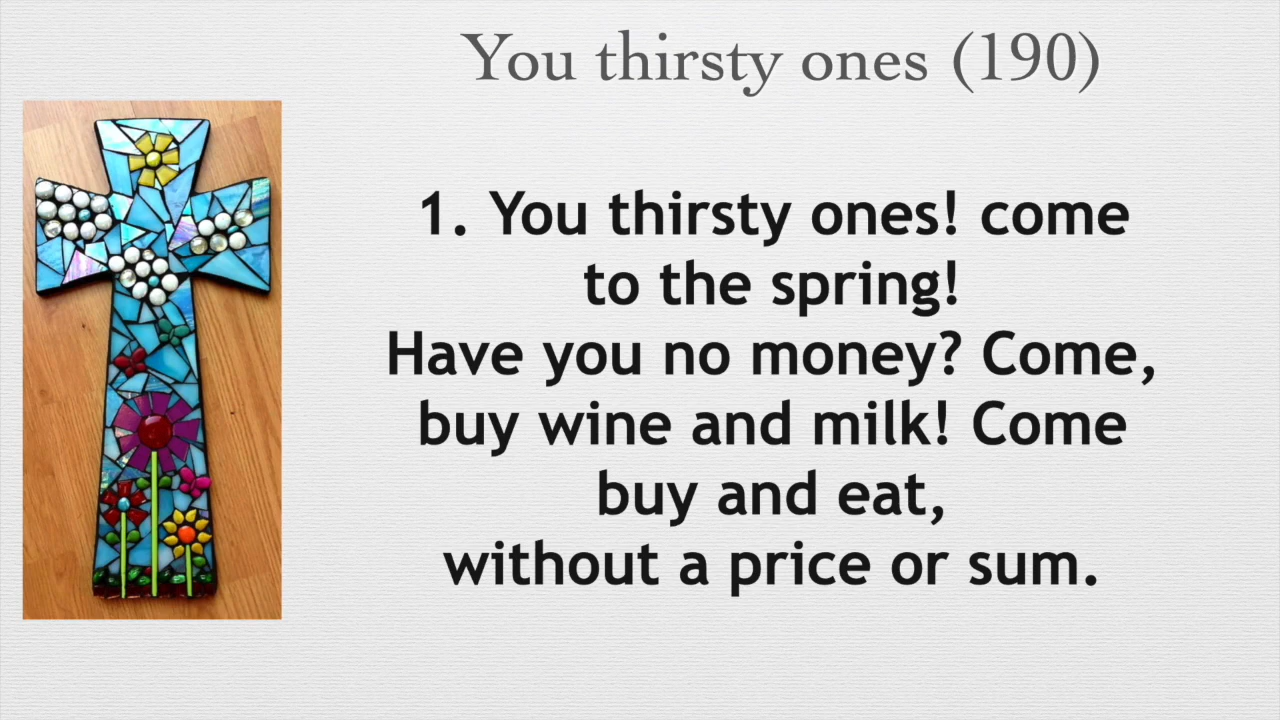 You thirsty ones (190)
1. You thirsty ones! come
to the spring!
Have you no money? Come,
buy wine and milk! Come
buy and eat,
without a price or sum.